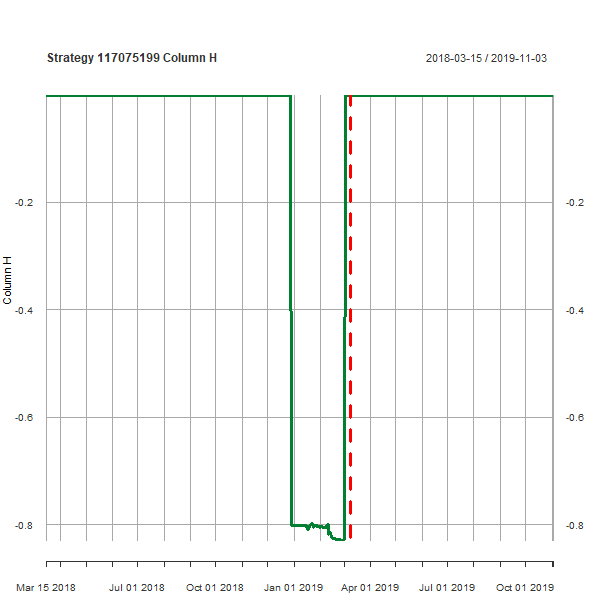 Strategy 117075199 Column H
2018-03-15 / 2019-11-03
Column H
-0.2 -0.2
-0.4 -0.4
-0.6 -0.6
-0.8 -0.8
Mar 15 2018 Jul 01 2018 Oct 01 2018 Jan 01 2019 Apr 01 2019 Jul 01 2019 Oct 01 2019